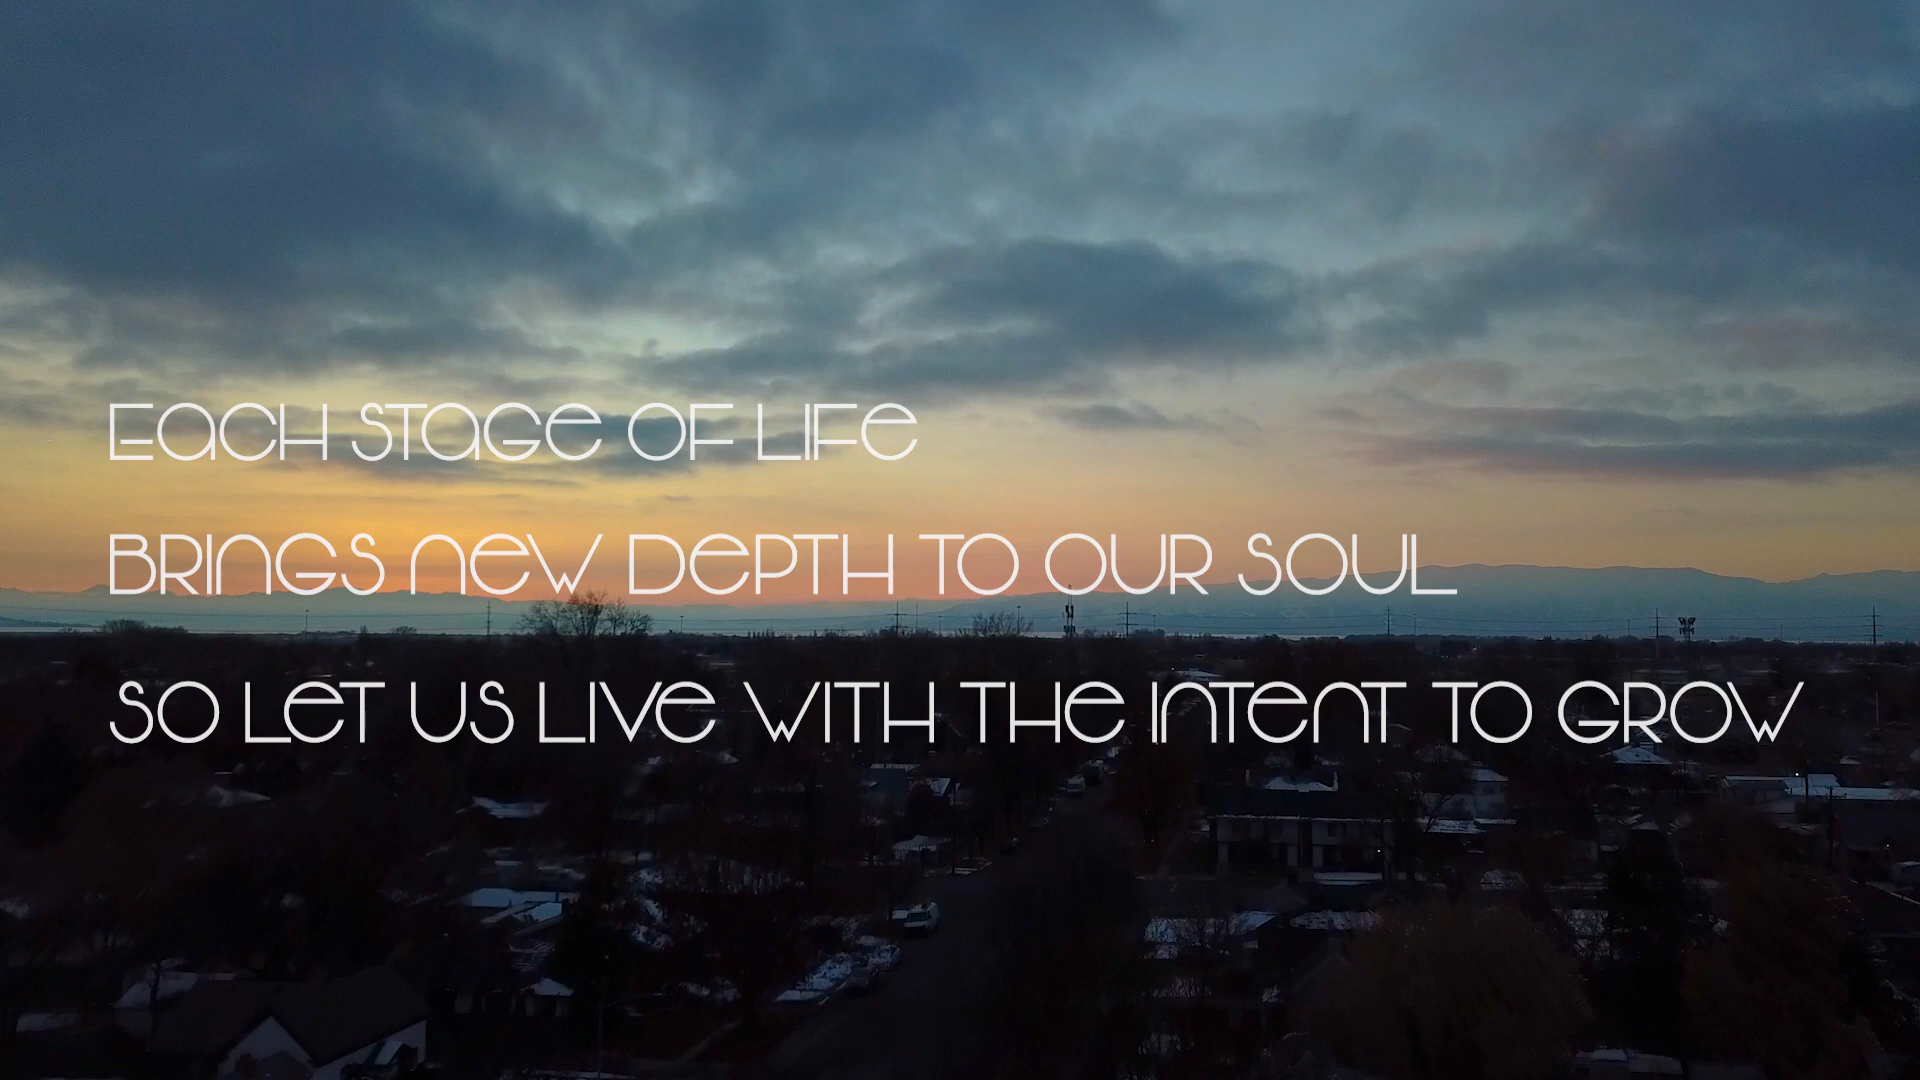 Each stage of life
brings new depth to our soul
so let us live with the intent to grow